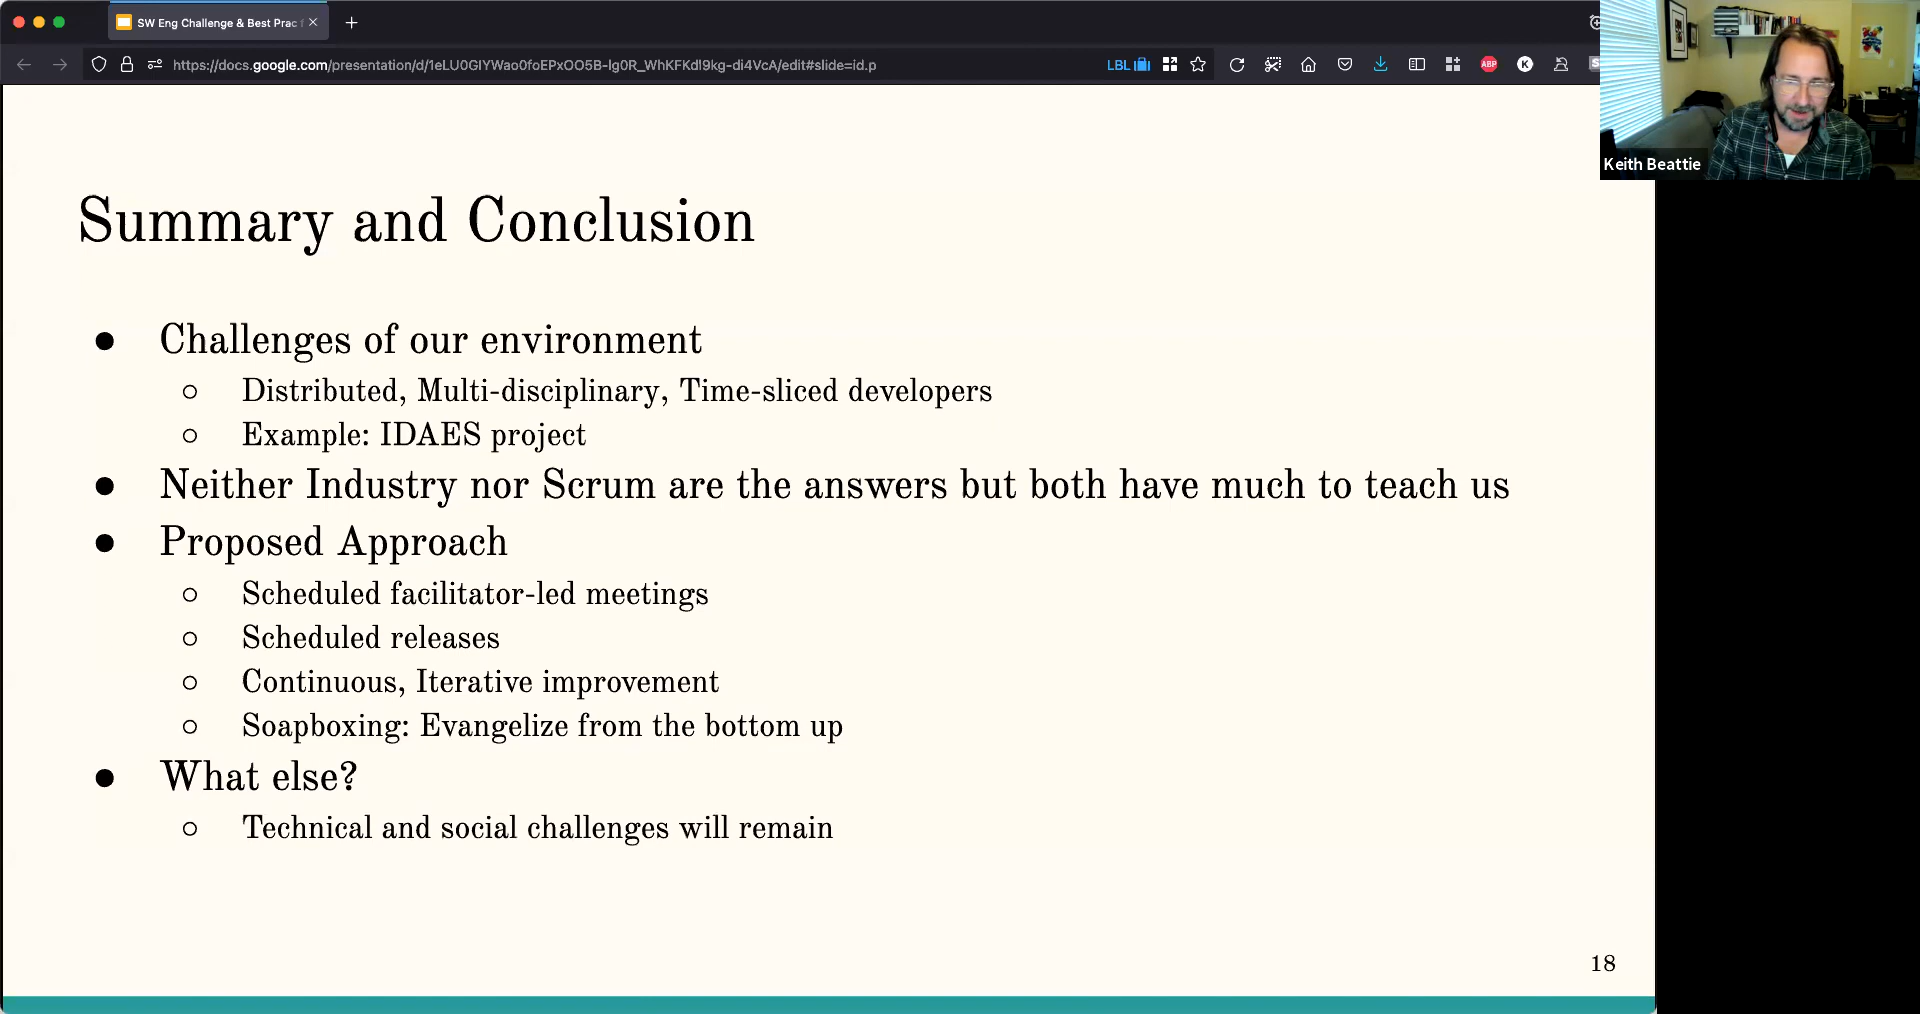 SW Eng Challenge & Best Prac
https://docs.google.com/presentation/d/1eLU0GIYWao0foEPxOO5B-Ig0R_WhKFKdl9kg-di4VcA/edit#slide=id.p
LBL
ABP
K
Keith Beattie
Summary and Conclusion
● Challenges of our environment
○ Distributed, Multi-disciplinary, Time-sliced developers
○ Example: IDAES project
● Neither Industry nor Scrum are the answers but both have much to teach us
● Proposed Approach
○ Scheduled facilitator-led meetings
○ Scheduled releases
○ Continuous, Iterative improvement
○ Soapboxing: Evangelize from the bottom up
● What else?
○ Technical and social challenges will remain
18